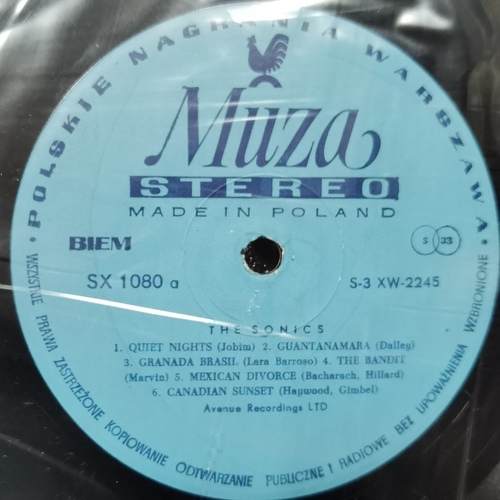 · POLSKIE NAGRANIA WARSZAWA ·
Muza
STEREO
MADE IN POLAND
BIEM
S 33
SX 1080 a
S-3 XW-2245
THE SONICS
1. QUIET NIGHTS (Jobim) 2. GUANTANAMARA (Dalley)
3. GRANADA BRASIL (Lara Barroso) 4. THE BANDIT
(Marvin) 5. MEXICAN DIVORCE (Bacharach, Hillard)
6. CANADIAN SUNSET (Haywood, Gimbel)
Avenue Recordings LTD
WSZYSTKIE PRAWA ZASTRZEŻONE KOPIOWANIE ODTWARZANIE PUBLICZNE I RADIOWE BEZ UPOWAŻNIENIA WZBRONIONE